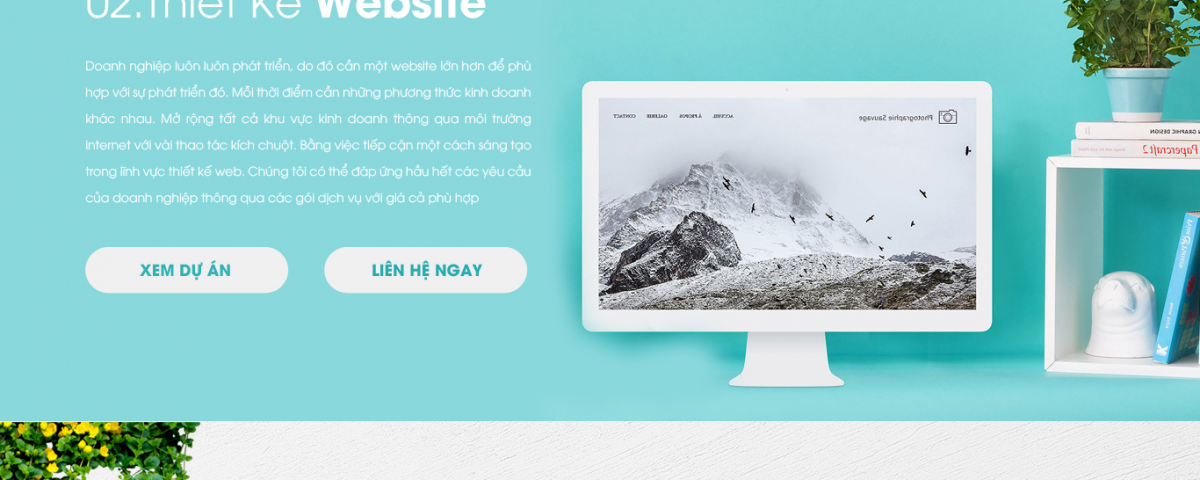 02.Thiết Kế Website
Doanh nghiệp luôn luôn phát triển, do đó cần một website lớn hơn để phù
hợp với sự phát triển đó. Mỗi thời điểm cần những phương thức kinh doanh
khác nhau. Mở rộng tất cả khu vực kinh doanh thông qua môi trường
internet với vài thao tác kích chuột. Bằng việc tiếp cận một cách sáng tạo
trong lĩnh vực thiết kế web. Chúng tôi có thể đáp ứng hầu hết các yêu cầu
của doanh nghiệp thông qua các gói dịch vụ với giá cả phù hợp
XEM DỰ ÁN
LIÊN HỆ NGAY
CONTACT GALERIE À PROPOS ACCUEIL
Photographie Sauvage
GRAPHIC DESIGN
Papercraft 2